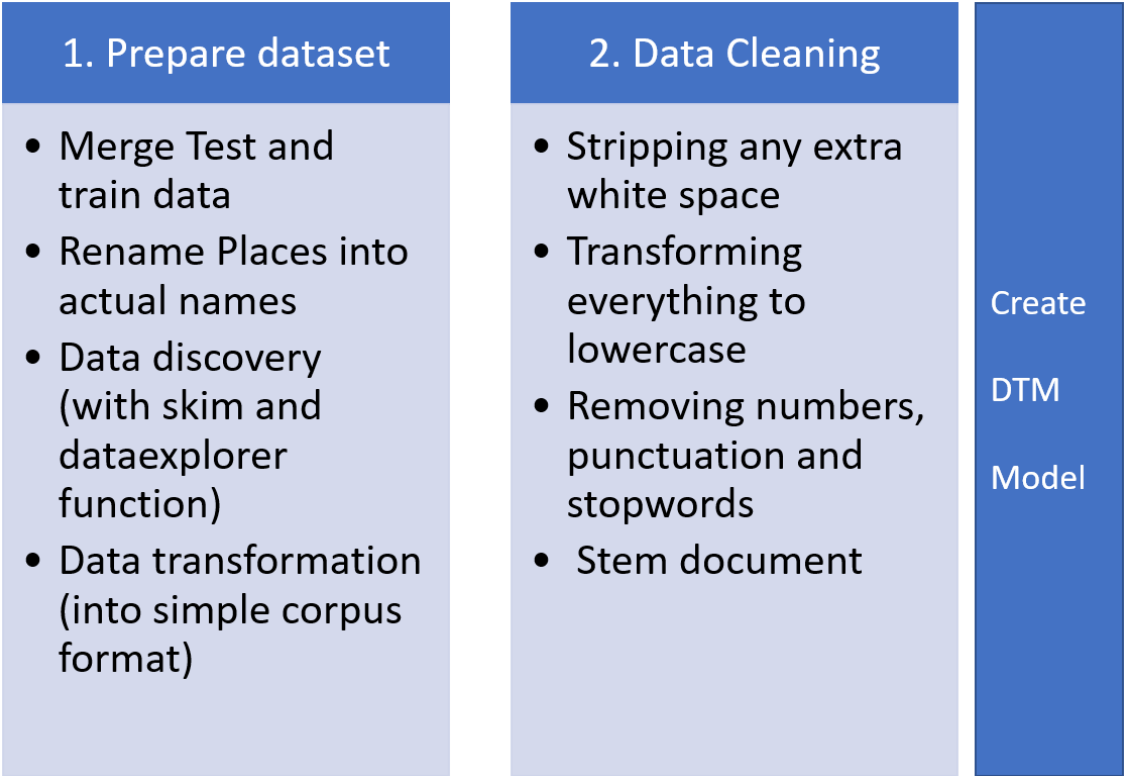 1. Prepare dataset
• Merge Test and
train data
• Rename Places into
actual names
• Data discovery
(with skim and
dataexplorer
function)
• Data transformation
(into simple corpus
format)
2. Data Cleaning
• Stripping any extra
white space
• Transforming
everything to
lowercase
• Removing numbers,
punctuation and
stopwords
• Stem document
Create
DTM
Model